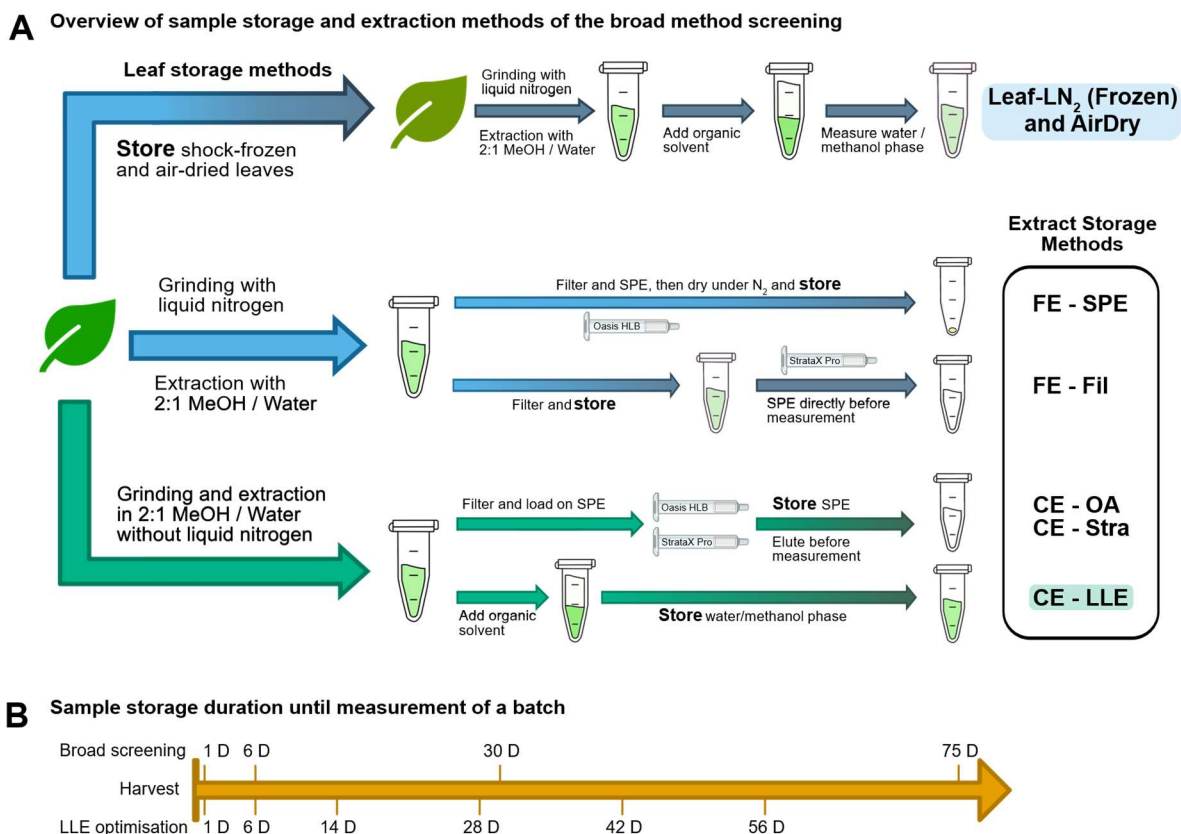 A Overview of sample storage and extraction methods of the broad method screening
Leaf storage methods
Store shock-frozen
and air-dried leaves
Grinding with
liquid nitrogen
Extraction with
2:1 MeOH / Water
Add organic
solvent
Measure water /
methanol phase
Leaf-LN₂ (Frozen)
and AirDry
Extract Storage
Methods
Grinding with
liquid nitrogen
Extraction with
2:1 MeOH / Water
Filter and SPE, then dry under N₂ and store
Oasis HLB
FE - SPE
Filter and store
StrataX Pro
SPE directly before
measurement
FE - Fil
Grinding and extraction
in 2:1 MeOH / Water
without liquid nitrogen
Filter and load on SPE
Oasis HLB
StrataX Pro
Store SPE
Elute before
measurement
CE - OA
CE - Stra
Add organic
solvent
Store water/methanol phase
CE - LLE
B Sample storage duration until measurement of a batch
Broad screening 1 D 6 D 30 D 75 D
Harvest
LLE optimisation 1 D 6 D 14 D 28 D 42 D 56 D